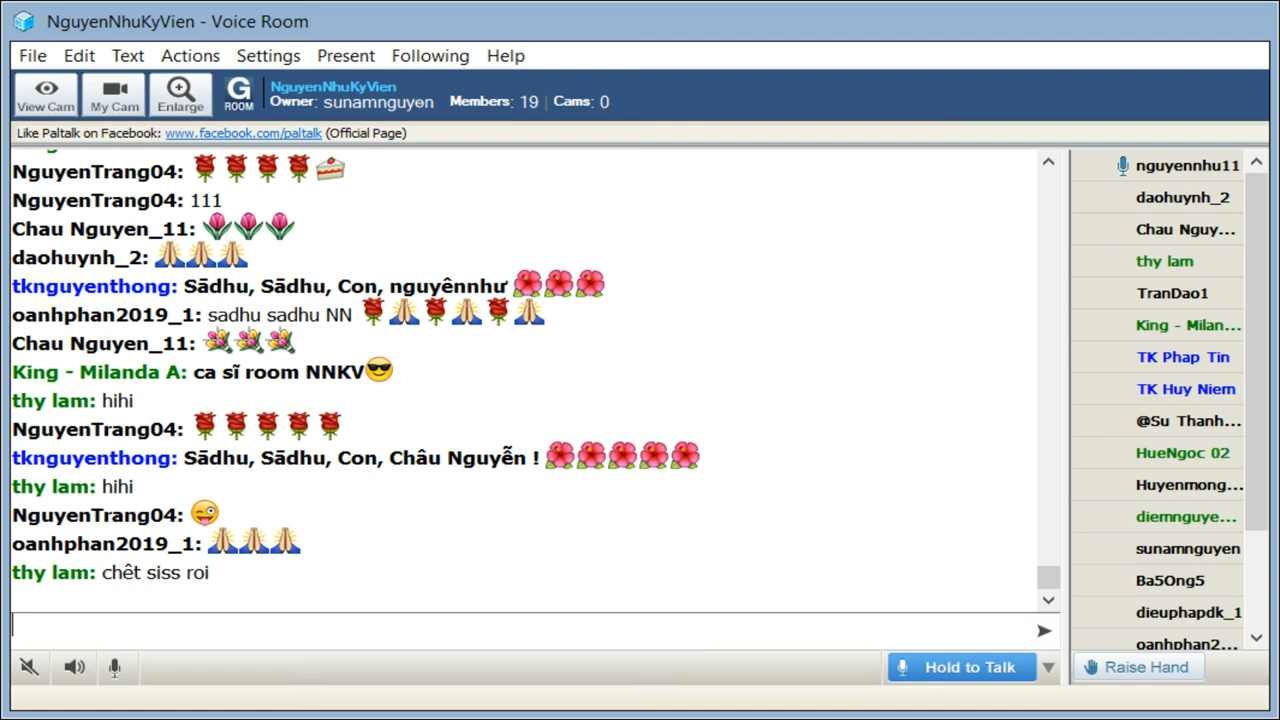 NguyenNhuKyVien - Voice Room
File Edit Text Actions Settings Present Following Help
View Cam My Cam Enlarge G ROOM
NguyenNhuKyVien
Owner: sunamnguyen Members: 19 | Cams: 0
Like Paltalk on Facebook: www.facebook.com/paltalk (Official Page)
NguyenTrang04: 🌹🌹🌹🌹🍰
NguyenTrang04: 111
Chau Nguyen_11: 🌷🌷🌷
daohuynh_2: 🙏🙏🙏
tknguyenthong: Sādhu, Sādhu, Con, nguyênnhư 🌺🌺🌺
oanhphan2019_1: sadhu sadhu NN 🌹🙏🌹🙏🌹🙏
Chau Nguyen_11: 💐💐💐
King - Milanda A: ca sĩ room NNKV😎
thy lam: hihi
NguyenTrang04: 🌹🌹🌹🌹🌹
tknguyenthong: Sādhu, Sādhu, Con, Châu Nguyễn ! 🌺🌺🌺🌺🌺
thy lam: hihi
NguyenTrang04: 😜
oanhphan2019_1: 🙏🙏🙏
thy lam: chêt siss roi
Hold to Talk
nguyennhu11
daohuynh_2
Chau Nguy...
thy lam
TranDao1
King - Milan...
TK Phap Tin
TK Huy Niem
@Su Thanh...
HueNgoc 02
Huyenmong...
diemnguye...
sunamnguyen
Ba5Ong5
dieuphapdk_1
oanhphan2...
Raise Hand